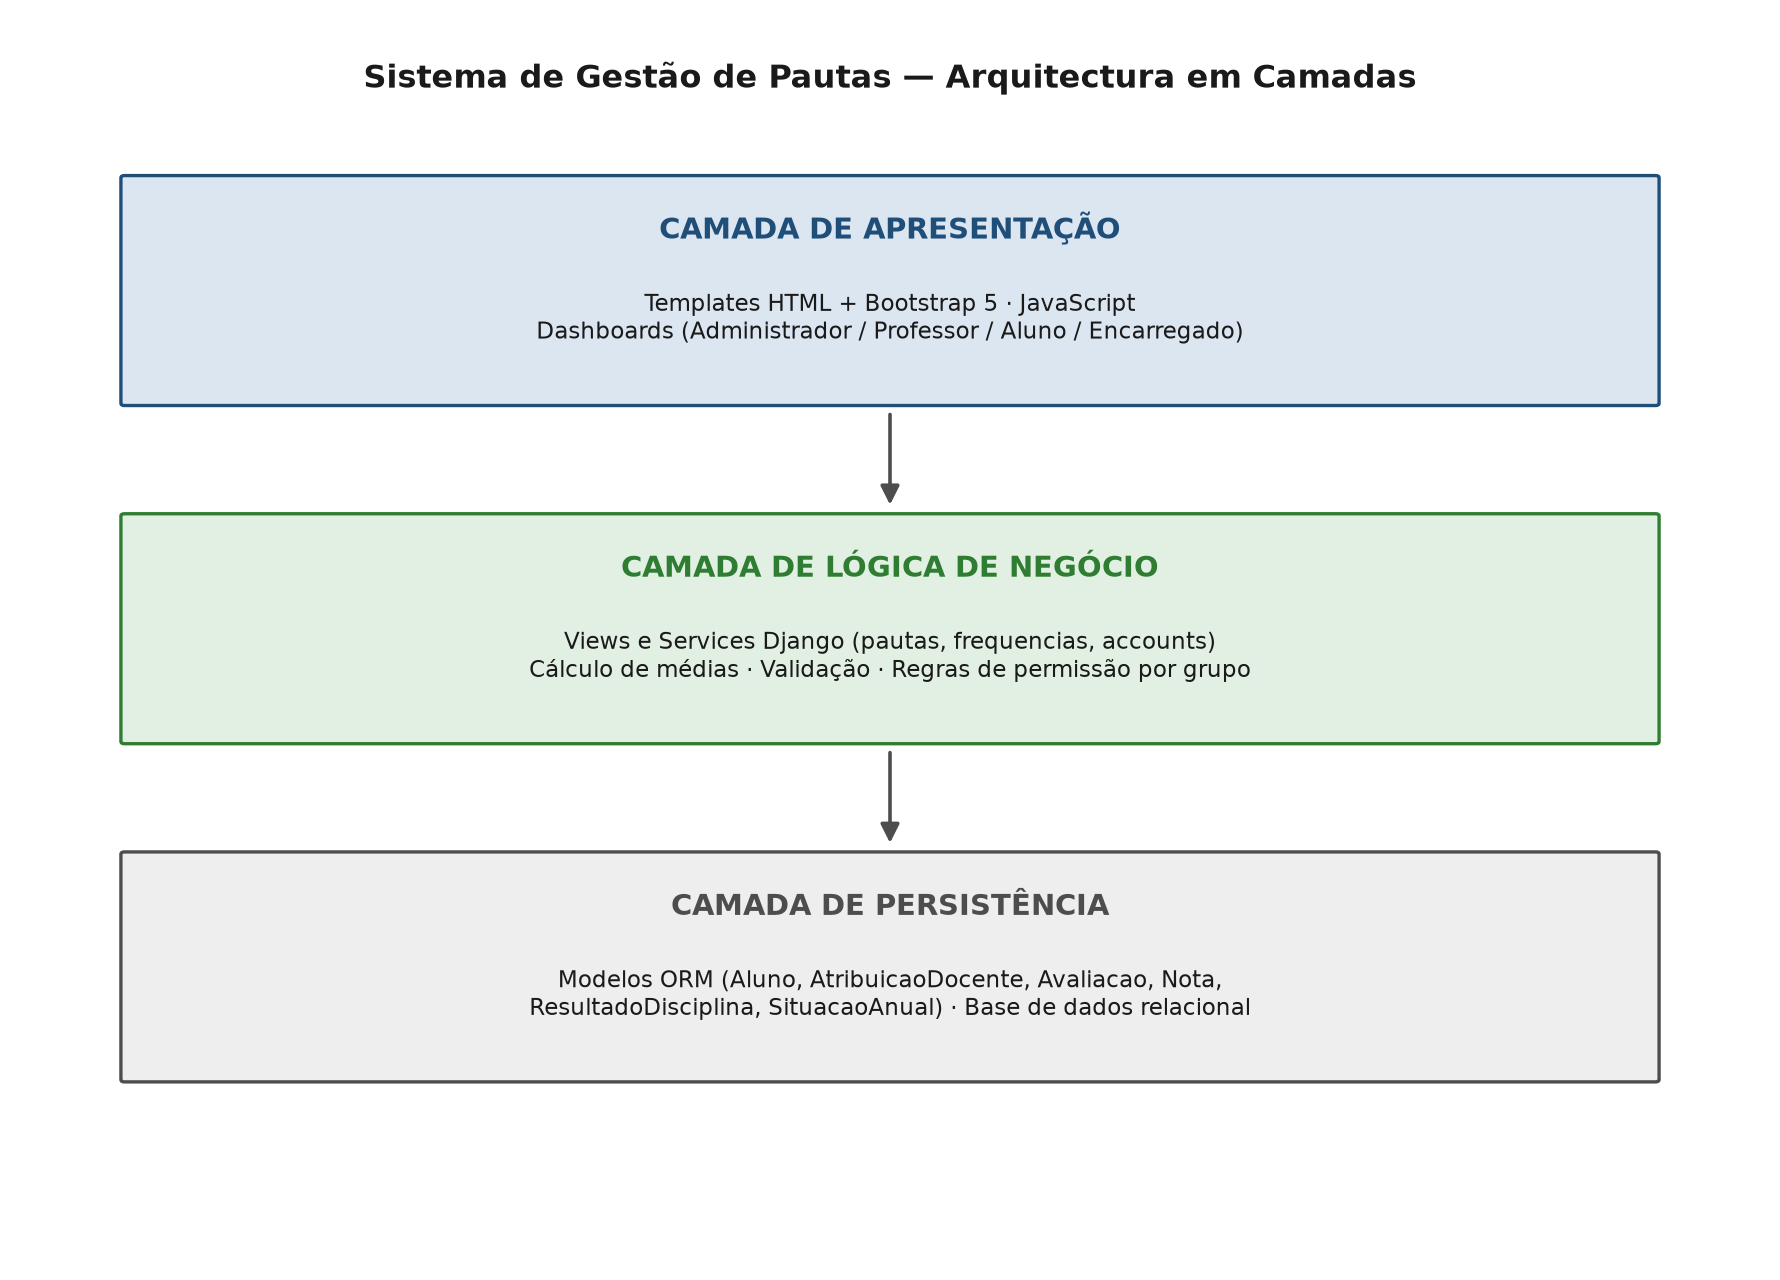 Sistema de Gestão de Pautas — Arquitectura em Camadas
CAMADA DE APRESENTAÇÃO
Templates HTML + Bootstrap 5 · JavaScript
Dashboards (Administrador / Professor / Aluno / Encarregado)
CAMADA DE LÓGICA DE NEGÓCIO
Views e Services Django (pautas, frequencias, accounts)
Cálculo de médias · Validação · Regras de permissão por grupo
CAMADA DE PERSISTÊNCIA
Modelos ORM (Aluno, AtribuicaoDocente, Avaliacao, Nota,
ResultadoDisciplina, SituacaoAnual) · Base de dados relacional